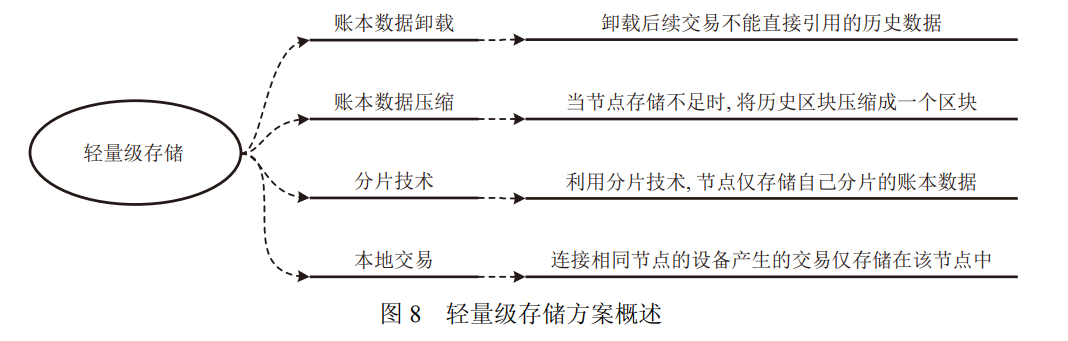 账本数据卸载 卸载后续交易不能直接引用的历史数据
账本数据压缩 当节点存储不足时, 将历史区块压缩成一个区块
轻量级存储
分片技术 利用分片技术, 节点仅存储自己分片的账本数据
本地交易 连接相同节点的设备产生的交易仅存储在该节点中
图 8 轻量级存储方案概述